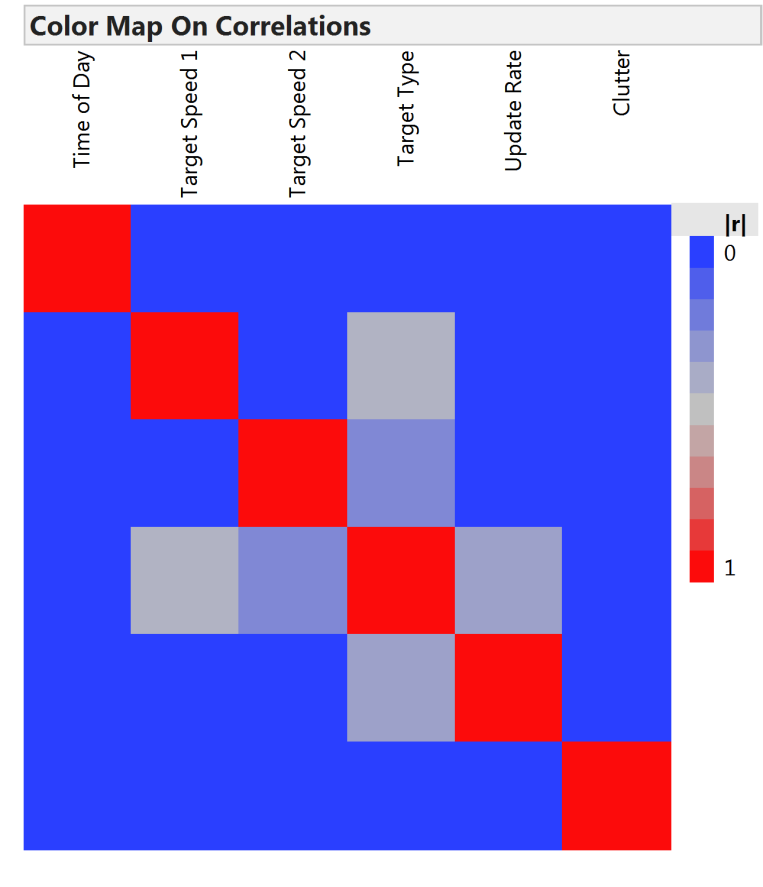 Color Map On Correlations
Time of Day
Target Speed 1
Target Speed 2
Target Type
Update Rate
Clutter
|r|
0
1